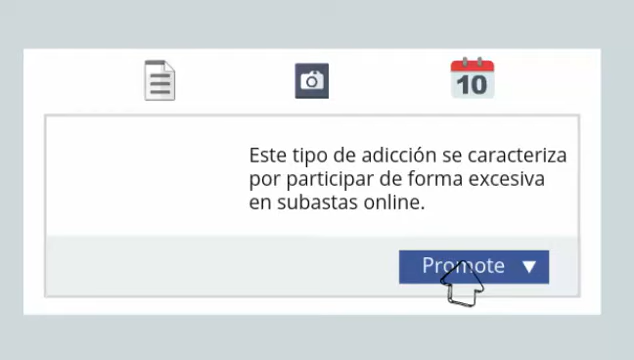 10
Este tipo de adicción se caracteriza
por participar de forma excesiva
en subastas online.
Promote